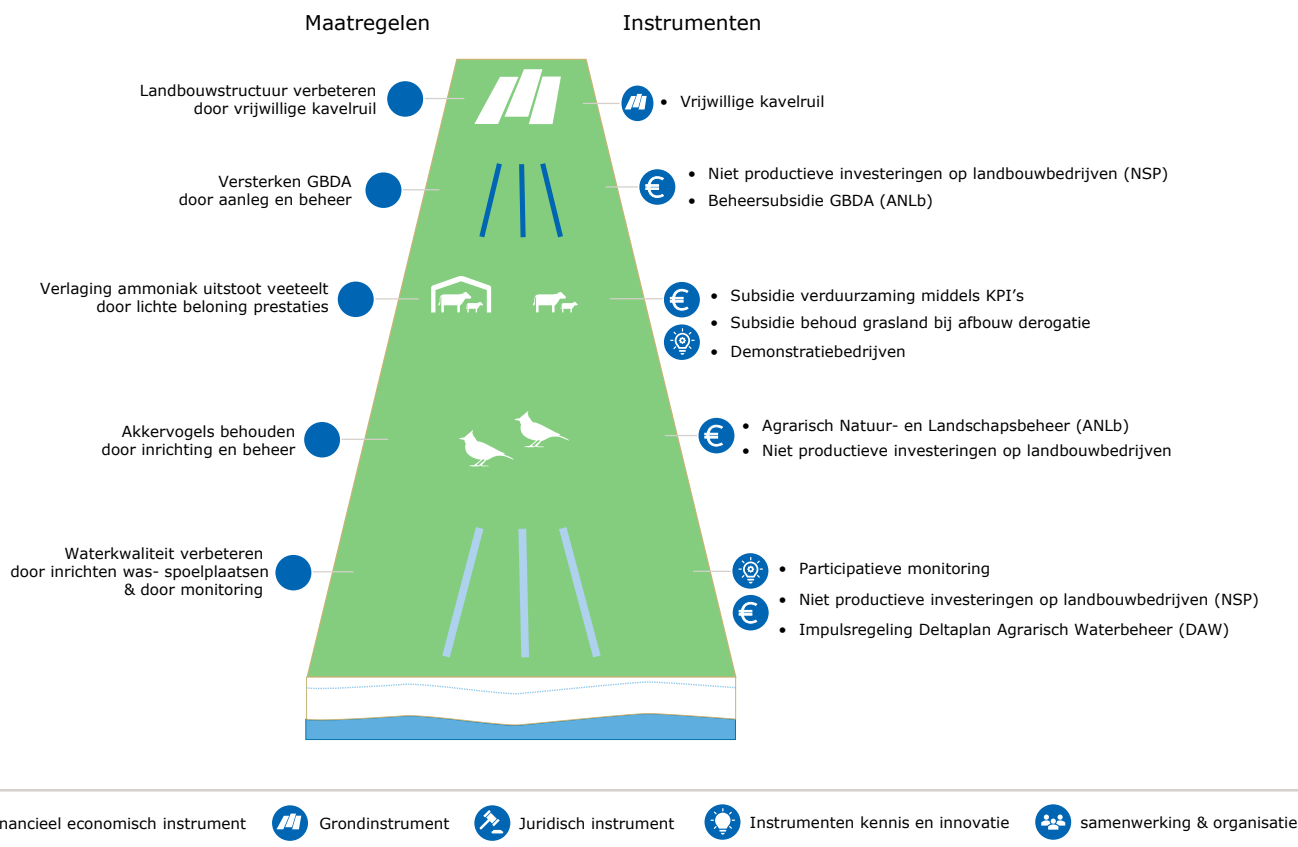 Maatregelen
Instrumenten
Landbouwstructuur verbeteren
door vrijwillige kavelruil
• Vrijwillige kavelruil
Versterken GBDA
door aanleg en beheer
• Niet productieve investeringen op landbouwbedrijven (NSP)
• Beheersubsidie GBDA (ANLb)
Verlaging ammoniak uitstoot veeteelt
door lichte beloning prestaties
• Subsidie verduurzaming middels KPI’s
• Subsidie behoud grasland bij afbouw derogatie
• Demonstratiebedrijven
Akkervogels behouden
door inrichting en beheer
• Agrarisch Natuur- en Landschapsbeheer (ANLb)
• Niet productieve investeringen op landbouwbedrijven
Waterkwaliteit verbeteren
door inrichten was- spoelplaatsen
& door monitoring
• Participatieve monitoring
• Niet productieve investeringen op landbouwbedrijven (NSP)
• Impulsregeling Deltaplan Agrarisch Waterbeheer (DAW)
nancieel economisch instrument
Grondinstrument
Juridisch instrument
Instrumenten kennis en innovatie
samenwerking & organisatie